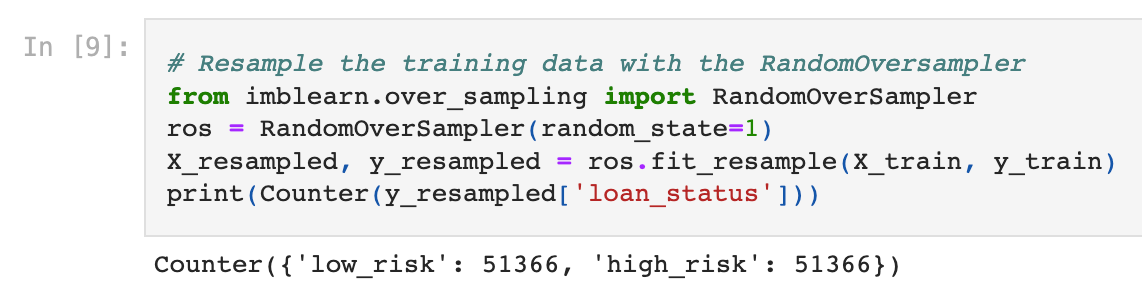 In [9]:
# Resample the training data with the RandomOversampler
from imblearn.over_sampling import RandomOverSampler
ros = RandomOverSampler(random_state=1)
X_resampled, y_resampled = ros.fit_resample(X_train, y_train)
print(Counter(y_resampled['loan_status']))
Counter({'low_risk': 51366, 'high_risk': 51366})